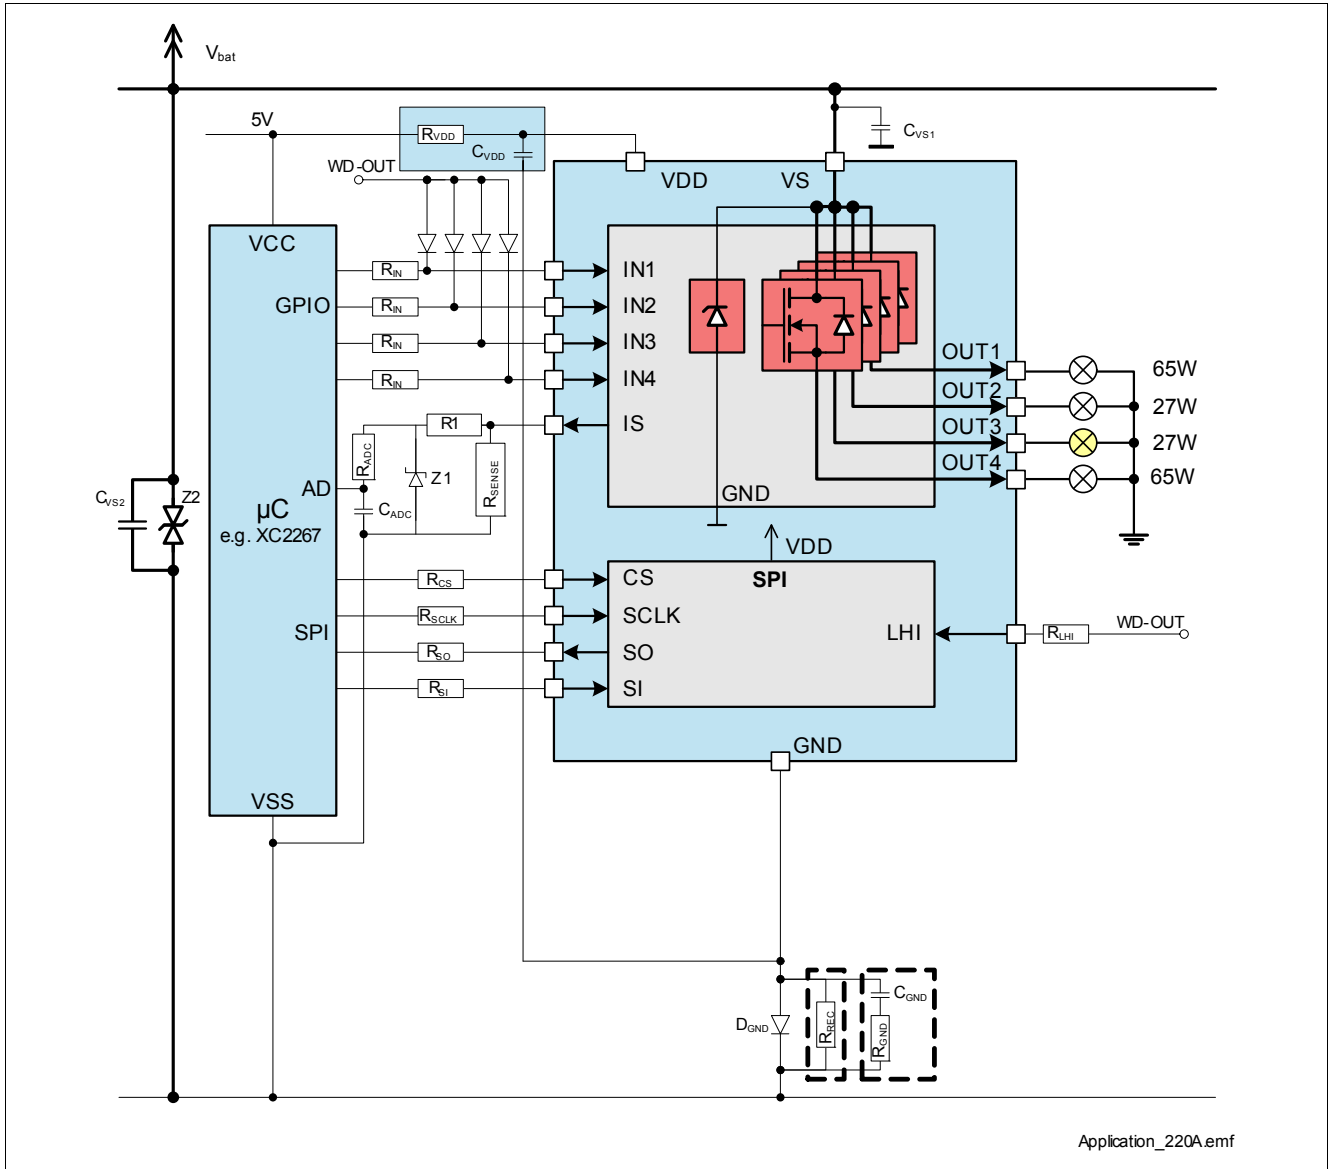 Vbat
5V
RVDD
CVDD
CVS1
WD-OUT
VDD
VS
VCC
GPIO
RIN
RIN
RIN
RIN
IN1
IN2
IN3
IN4
IS
OUT1
OUT2
OUT3
OUT4
65W
27W
27W
65W
R1
RADC
Z1
RSENSE
AD
CADC
GND
CVS2
Z2
µC
e.g. XC2267
VDD
SPI
RCS
RSCLK
RSO
RSI
CS
SCLK
SO
SI
SPI
LHI
RLHI
WD-OUT
GND
VSS
DGND
RREC
CGND
RGND
Application_220A.emf